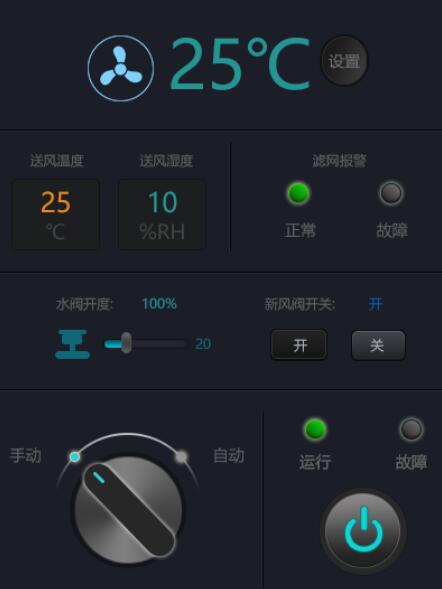 25℃
设置
送风温度
送风湿度
滤网报警
25
℃
10
%RH
正常
故障
水阀开度:
100%
新风阀开关:
开
20
开
关
手动
自动
运行
故障